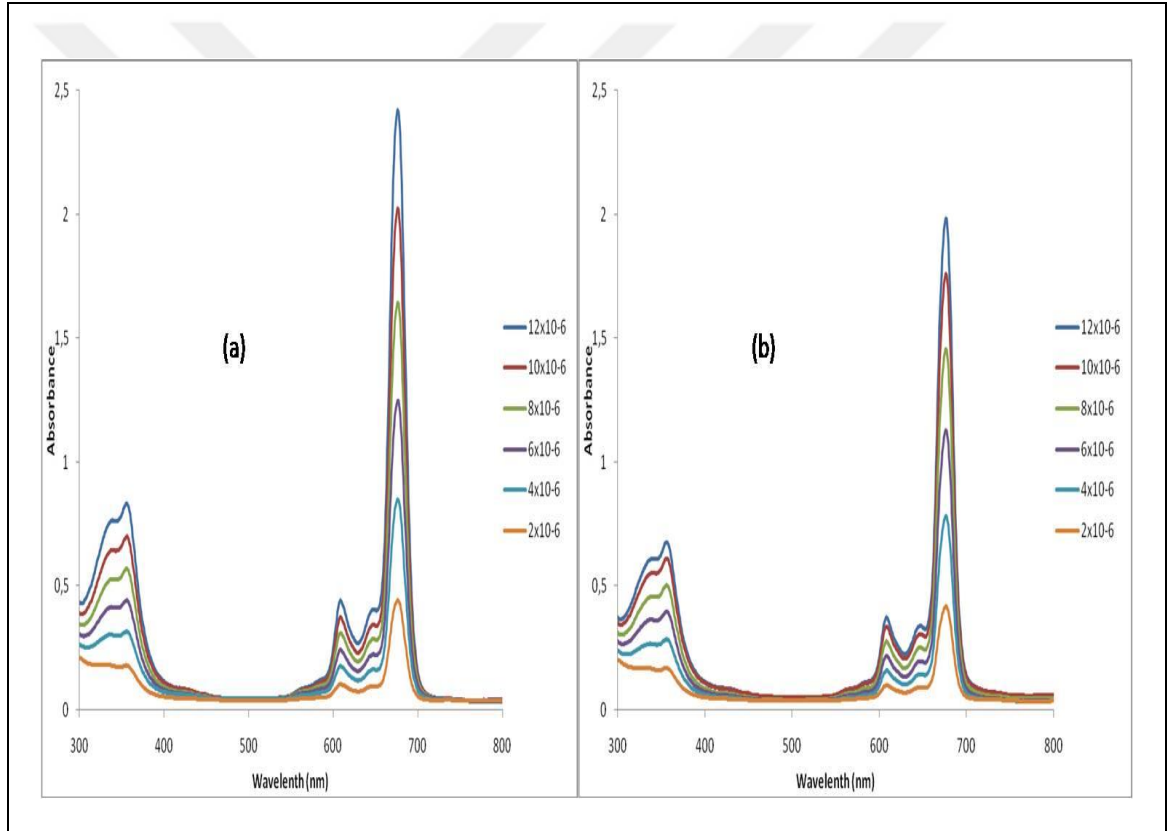 2,5
2
1,5
1
0,5
0
Absorbance
(a)
12x10-6
10x10-6
8x10-6
6x10-6
4x10-6
2x10-6
300 400 500 600 700 800
Wavelenth (nm)
2,5
2
1,5
1
0,5
0
Absorbance
(b)
12x10-6
10x10-6
8x10-6
6x10-6
4x10-6
2x10-6
300 400 500 600 700 800
Wavelenth (nm)